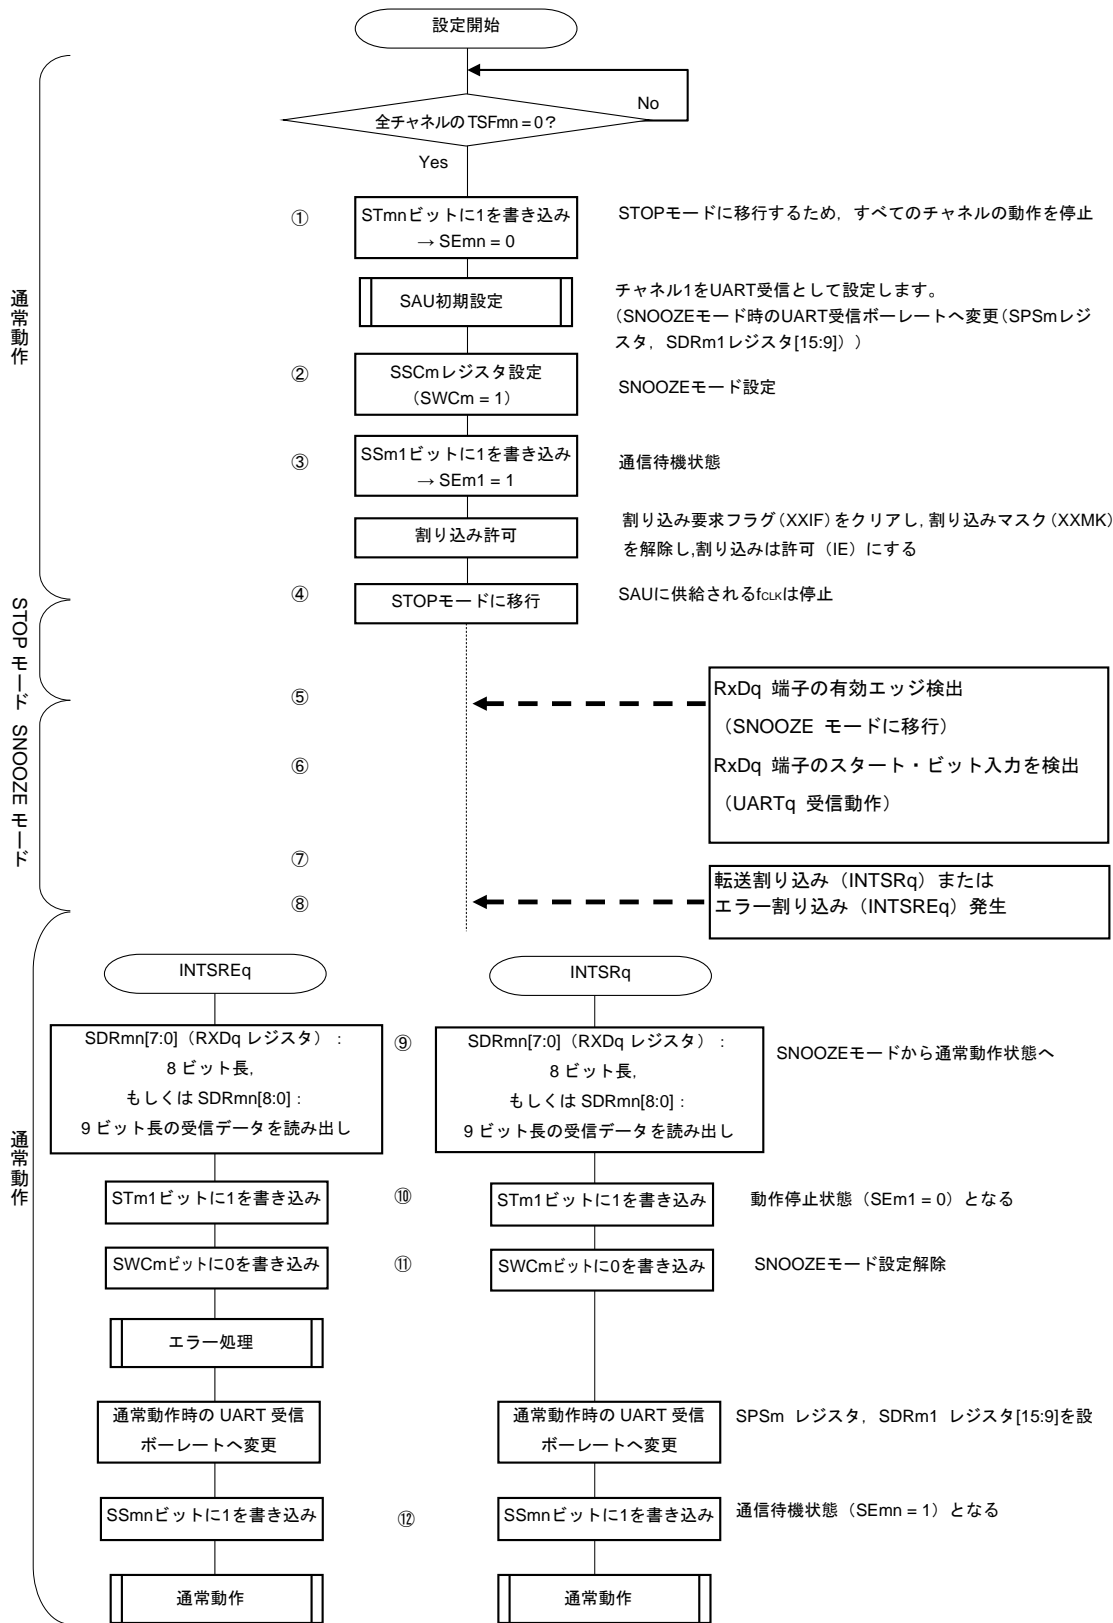 設定開始
No
全チャネルの TSFmn = 0?
Yes
①
STmnビットに1を書き込み
→ SEmn = 0
STOPモードに移行するため，すべてのチャネルの動作を停止
通常動作
SAU初期設定
チャネル1をUART受信として設定します。
（SNOOZEモード時のUART受信ボーレートへ変更（SPSmレジ
スタ，SDRm1レジスタ[15:9]））
②
SSCmレジスタ設定
（SWCm = 1）
SNOOZEモード設定
③
SSm1ビットに1を書き込み
→ SEm1 = 1
通信待機状態
割り込み許可
割り込み要求フラグ（XXIF）をクリアし，割り込みマスク（XXMK）
を解除し,割り込みは許可（IE）にする
④
STOPモードに移行
SAUに供給されるfCLKは停止
STOP モード
⑤
RxDq 端子の有効エッジ検出
（SNOOZE モードに移行）
SNOOZE モード
⑥
RxDq 端子のスタート・ビット入力を検出
（UARTq 受信動作）
⑦
⑧
転送割り込み（INTSRq）または
エラー割り込み（INTSREq）発生
INTSREq
INTSRq
SDRmn[7:0]（RXDq レジスタ）:
8 ビット長,
もしくは SDRmn[8:0] :
9 ビット長の受信データを読み出し
⑨
SDRmn[7:0]（RXDq レジスタ）:
8 ビット長,
もしくは SDRmn[8:0] :
9 ビット長の受信データを読み出し
SNOOZEモードから通常動作状態へ
通常動作
STm1ビットに1を書き込み
⑩
STm1ビットに1を書き込み
動作停止状態（SEm1 = 0）となる
SWCmビットに0を書き込み
⑪
SWCmビットに0を書き込み
SNOOZEモード設定解除
エラー処理
通常動作時の UART 受信
ボーレートへ変更
通常動作時の UART 受信
ボーレートへ変更
SPSm レジスタ，SDRm1 レジスタ[15:9]を設
SSmnビットに1を書き込み
⑫
SSmnビットに1を書き込み
通信待機状態（SEmn = 1）となる
通常動作
通常動作